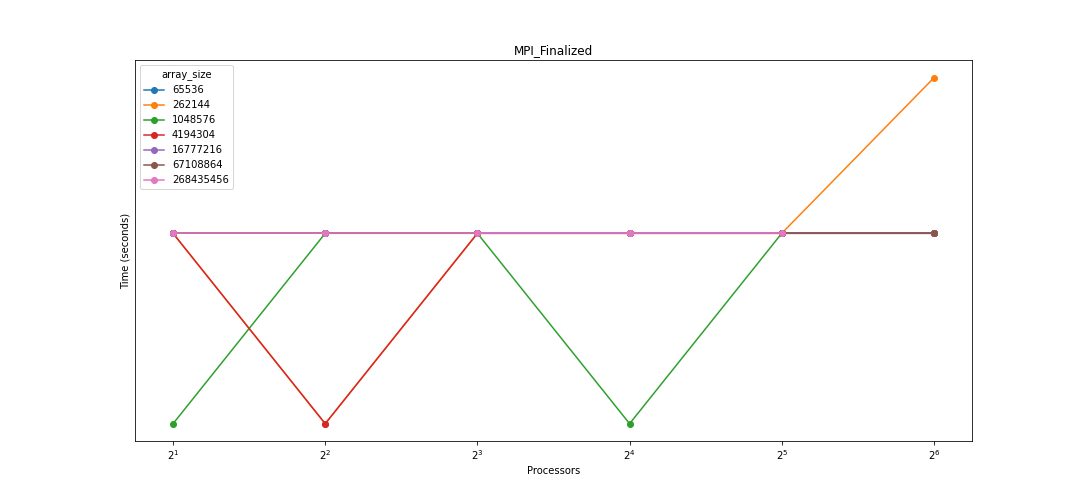 MPI_Finalized
array_size
65536
262144
1048576
4194304
16777216
67108864
268435456
Time (seconds)
2¹ 2² 2³ 2⁴ 2⁵ 2⁶
Processors